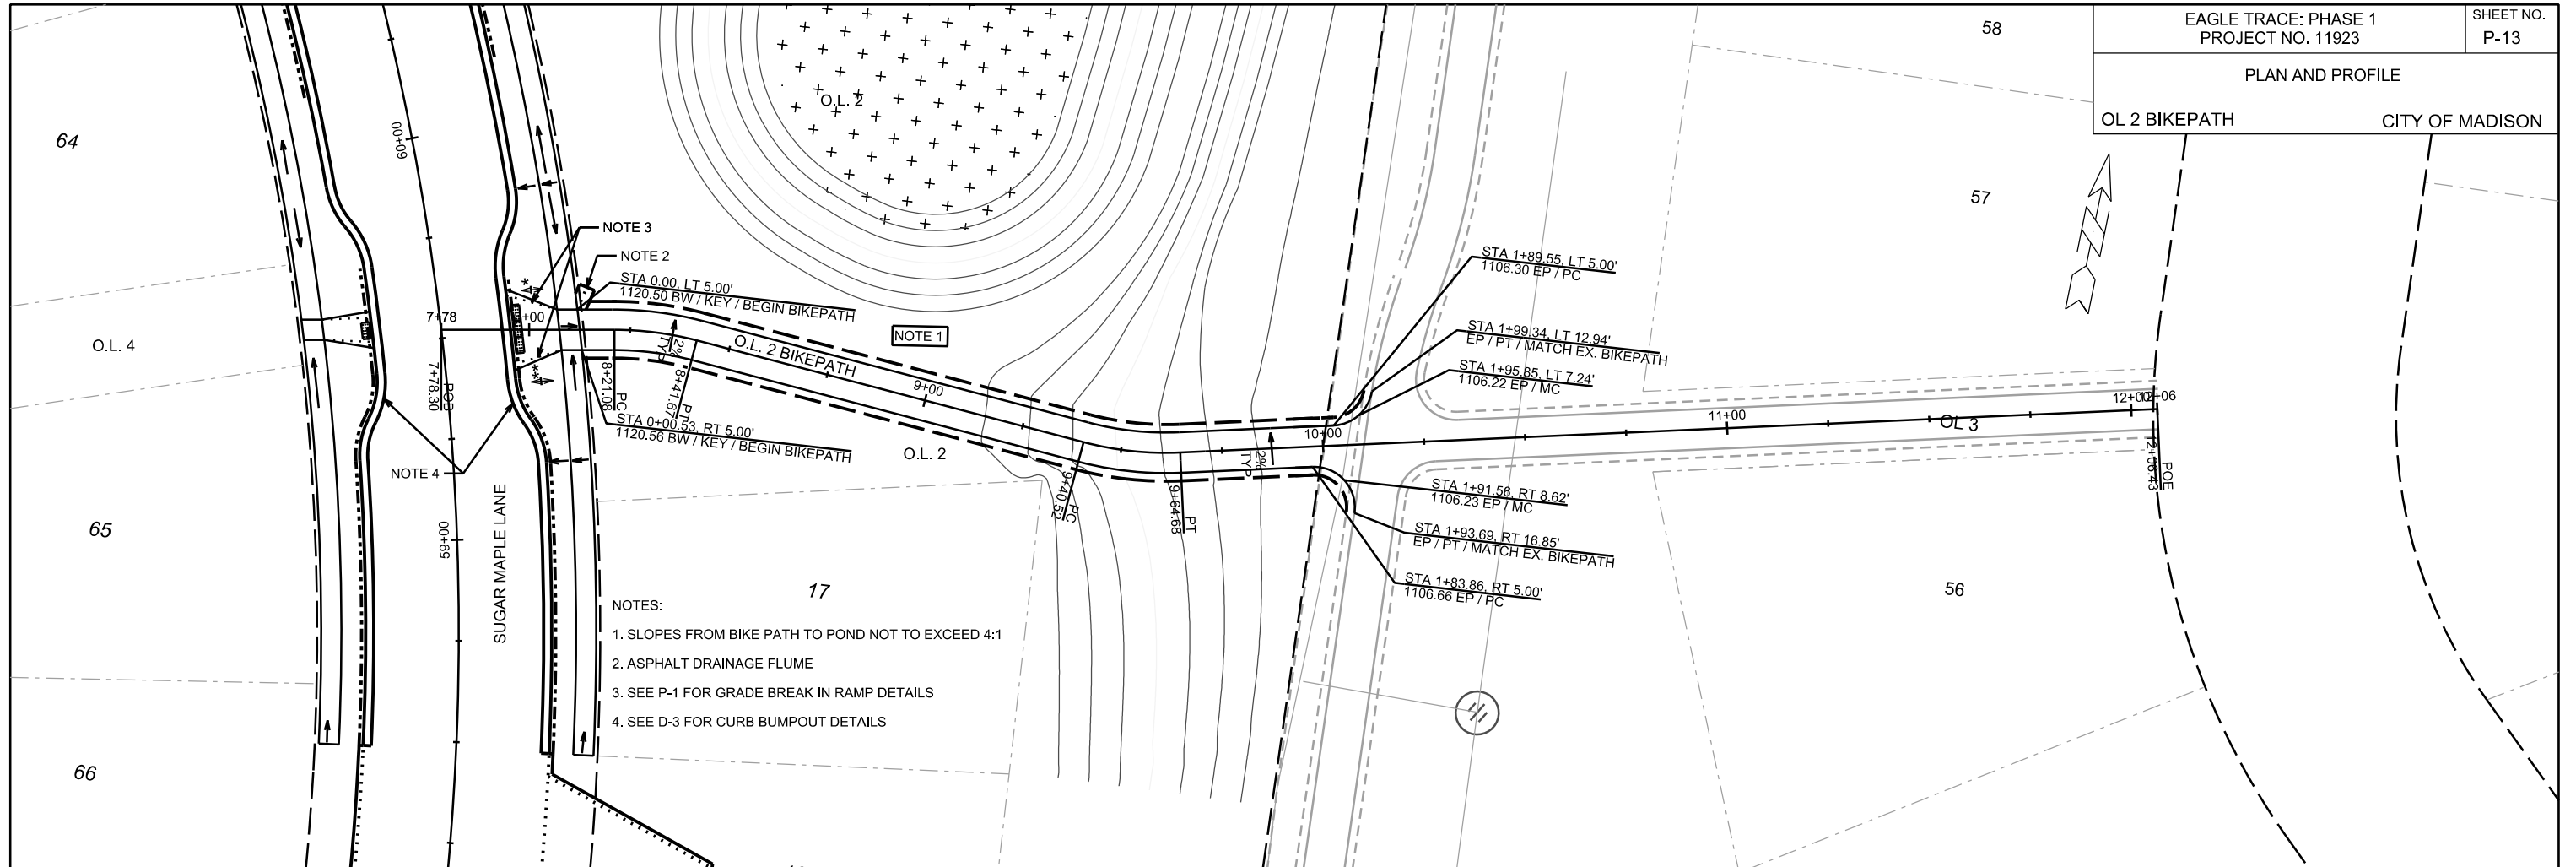 EAGLE TRACE: PHASE 1
PROJECT NO. 11923
SHEET NO.
P-13
PLAN AND PROFILE
OL 2 BIKEPATH
CITY OF MADISON
58
57
56
64
O.L. 4
65
66
60+00
59+00
SUGAR MAPLE LANE
O.L. 2
NOTE 3
NOTE 2
STA 0.00, LT 5.00'
1120.50 BW / KEY / BEGIN BIKEPATH
NOTE 1
7+78
7+78.30
POB
*
**
8+21.08
PC
2%
TYP
8+41.67
PT
O.L. 2 BIKEPATH
9+00
STA 0+00.53, RT 5.00'
1120.56 BW / KEY / BEGIN BIKEPATH
O.L. 2
NOTE 4
9+40.52
PC
9+64.68
PT
2%
TYP
10+00
STA 1+89.55, LT 5.00'
1106.30 EP / PC
STA 1+99.34, LT 12.94'
EP / PT / MATCH EX. BIKEPATH
STA 1+95.85, LT 7.24'
1106.22 EP / MC
STA 1+91.56, RT 8.62'
1106.23 EP / MC
STA 1+93.69, RT 16.85'
EP / PT / MATCH EX. BIKEPATH
STA 1+83.86, RT 5.00'
1106.66 EP / PC
11+00
OL 3
12+00
12+06
12+06.43
POE
17
NOTES:
1. SLOPES FROM BIKE PATH TO POND NOT TO EXCEED 4:1
2. ASPHALT DRAINAGE FLUME
3. SEE P-1 FOR GRADE BREAK IN RAMP DETAILS
4. SEE D-3 FOR CURB BUMPOUT DETAILS